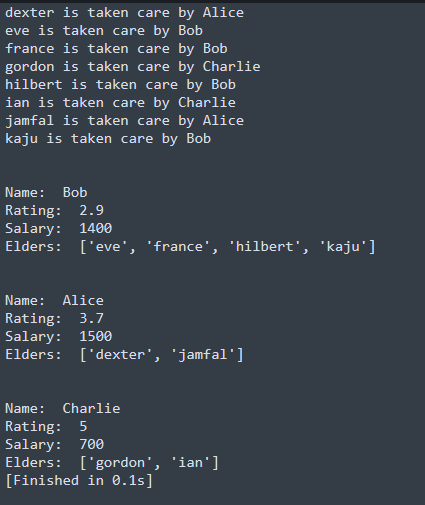 dexter is taken care by Alice
eve is taken care by Bob
france is taken care by Bob
gordon is taken care by Charlie
hilbert is taken care by Bob
ian is taken care by Charlie
jamfal is taken care by Alice
kaju is taken care by Bob
Name:  Bob
Rating:  2.9
Salary:  1400
Elders:  ['eve', 'france', 'hilbert', 'kaju']
Name:  Alice
Rating:  3.7
Salary:  1500
Elders:  ['dexter', 'jamfal']
Name:  Charlie
Rating:  5
Salary:  700
Elders:  ['gordon', 'ian']
[Finished in 0.1s]